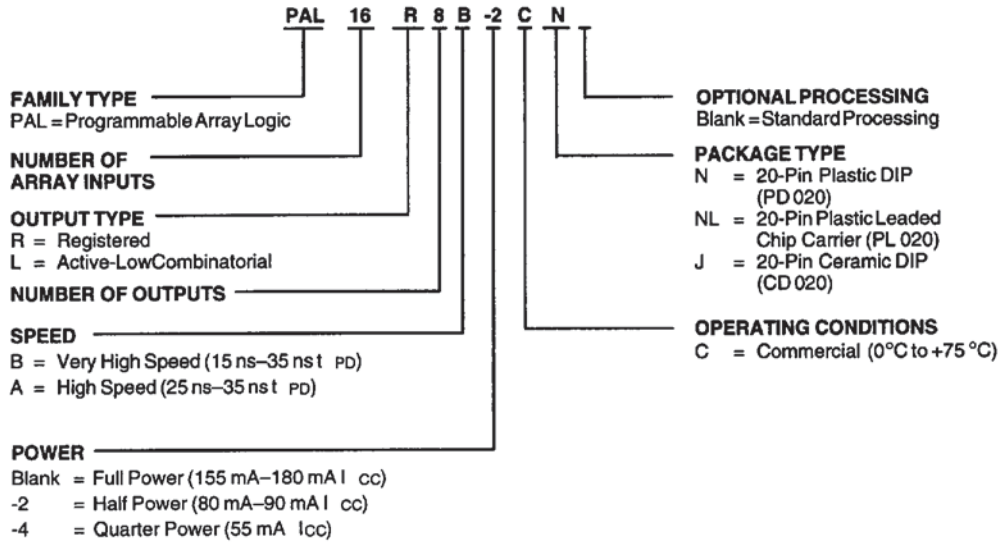 PAL 16 R 8 B -2 C N
FAMILY TYPE
PAL = Programmable Array Logic
NUMBER OF
ARRAY INPUTS
OUTPUT TYPE
R = Registered
L = Active-Low Combinatorial
NUMBER OF OUTPUTS
SPEED
B = Very High Speed (15 ns–35 ns t PD)
A = High Speed (25 ns–35 ns t PD)
POWER
Blank = Full Power (155 mA–180 mA I CC)
-2 = Half Power (80 mA–90 mA I CC)
-4 = Quarter Power (55 mA ICC)
OPTIONAL PROCESSING
Blank = Standard Processing
PACKAGE TYPE
N = 20-Pin Plastic DIP
(PD 020)
NL = 20-Pin Plastic Leaded
Chip Carrier (PL 020)
J = 20-Pin Ceramic DIP
(CD 020)
OPERATING CONDITIONS
C = Commercial (0°C to +75 °C)